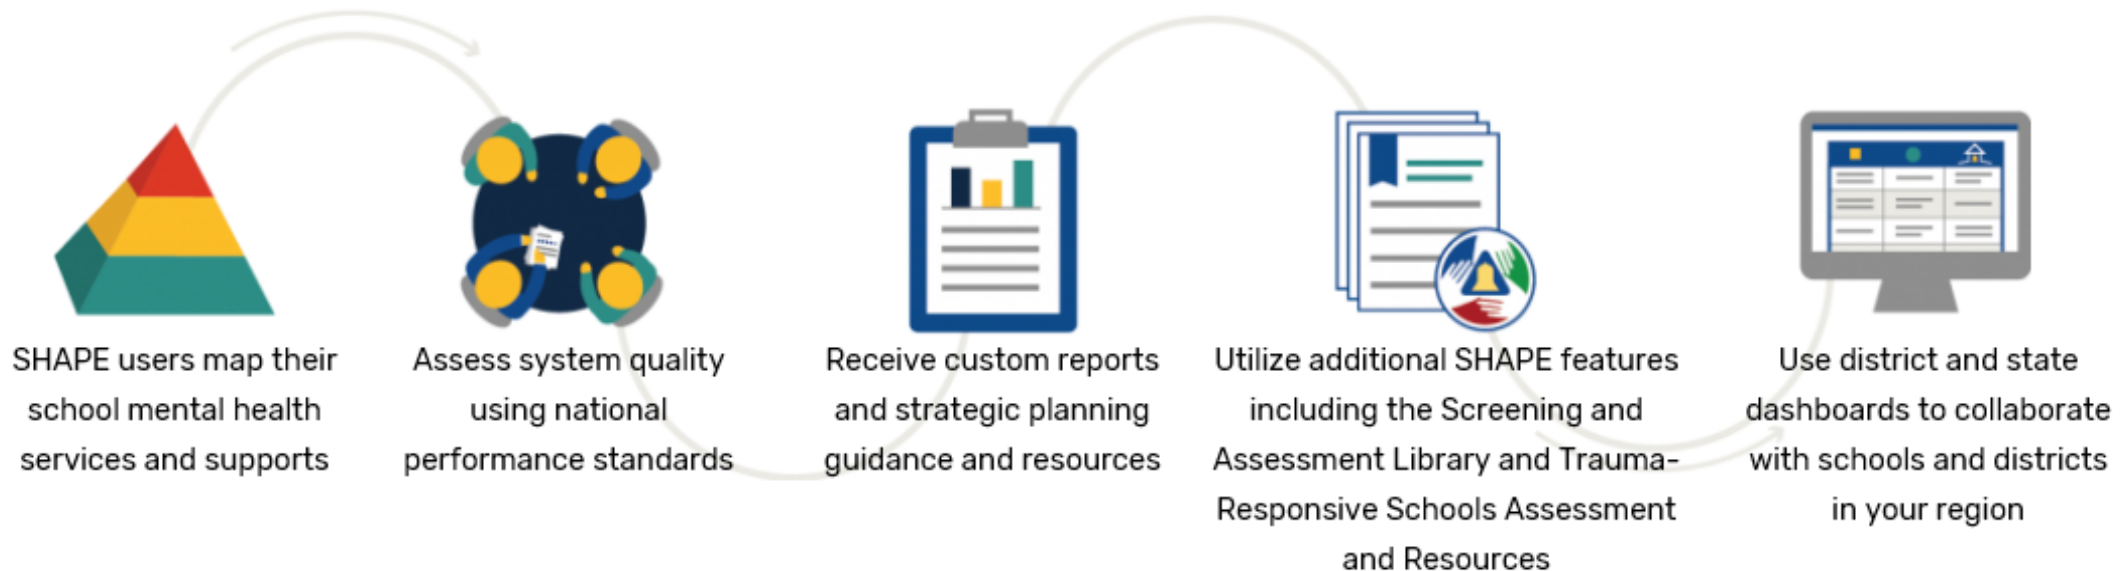 SHAPE users map their
school mental health
services and supports
Assess system quality
using national
performance standards
Receive custom reports
and strategic planning
guidance and resources
Utilize additional SHAPE features
including the Screening and
Assessment Library and Trauma-
Responsive Schools Assessment
and Resources
Use district and state
dashboards to collaborate
with schools and districts
in your region